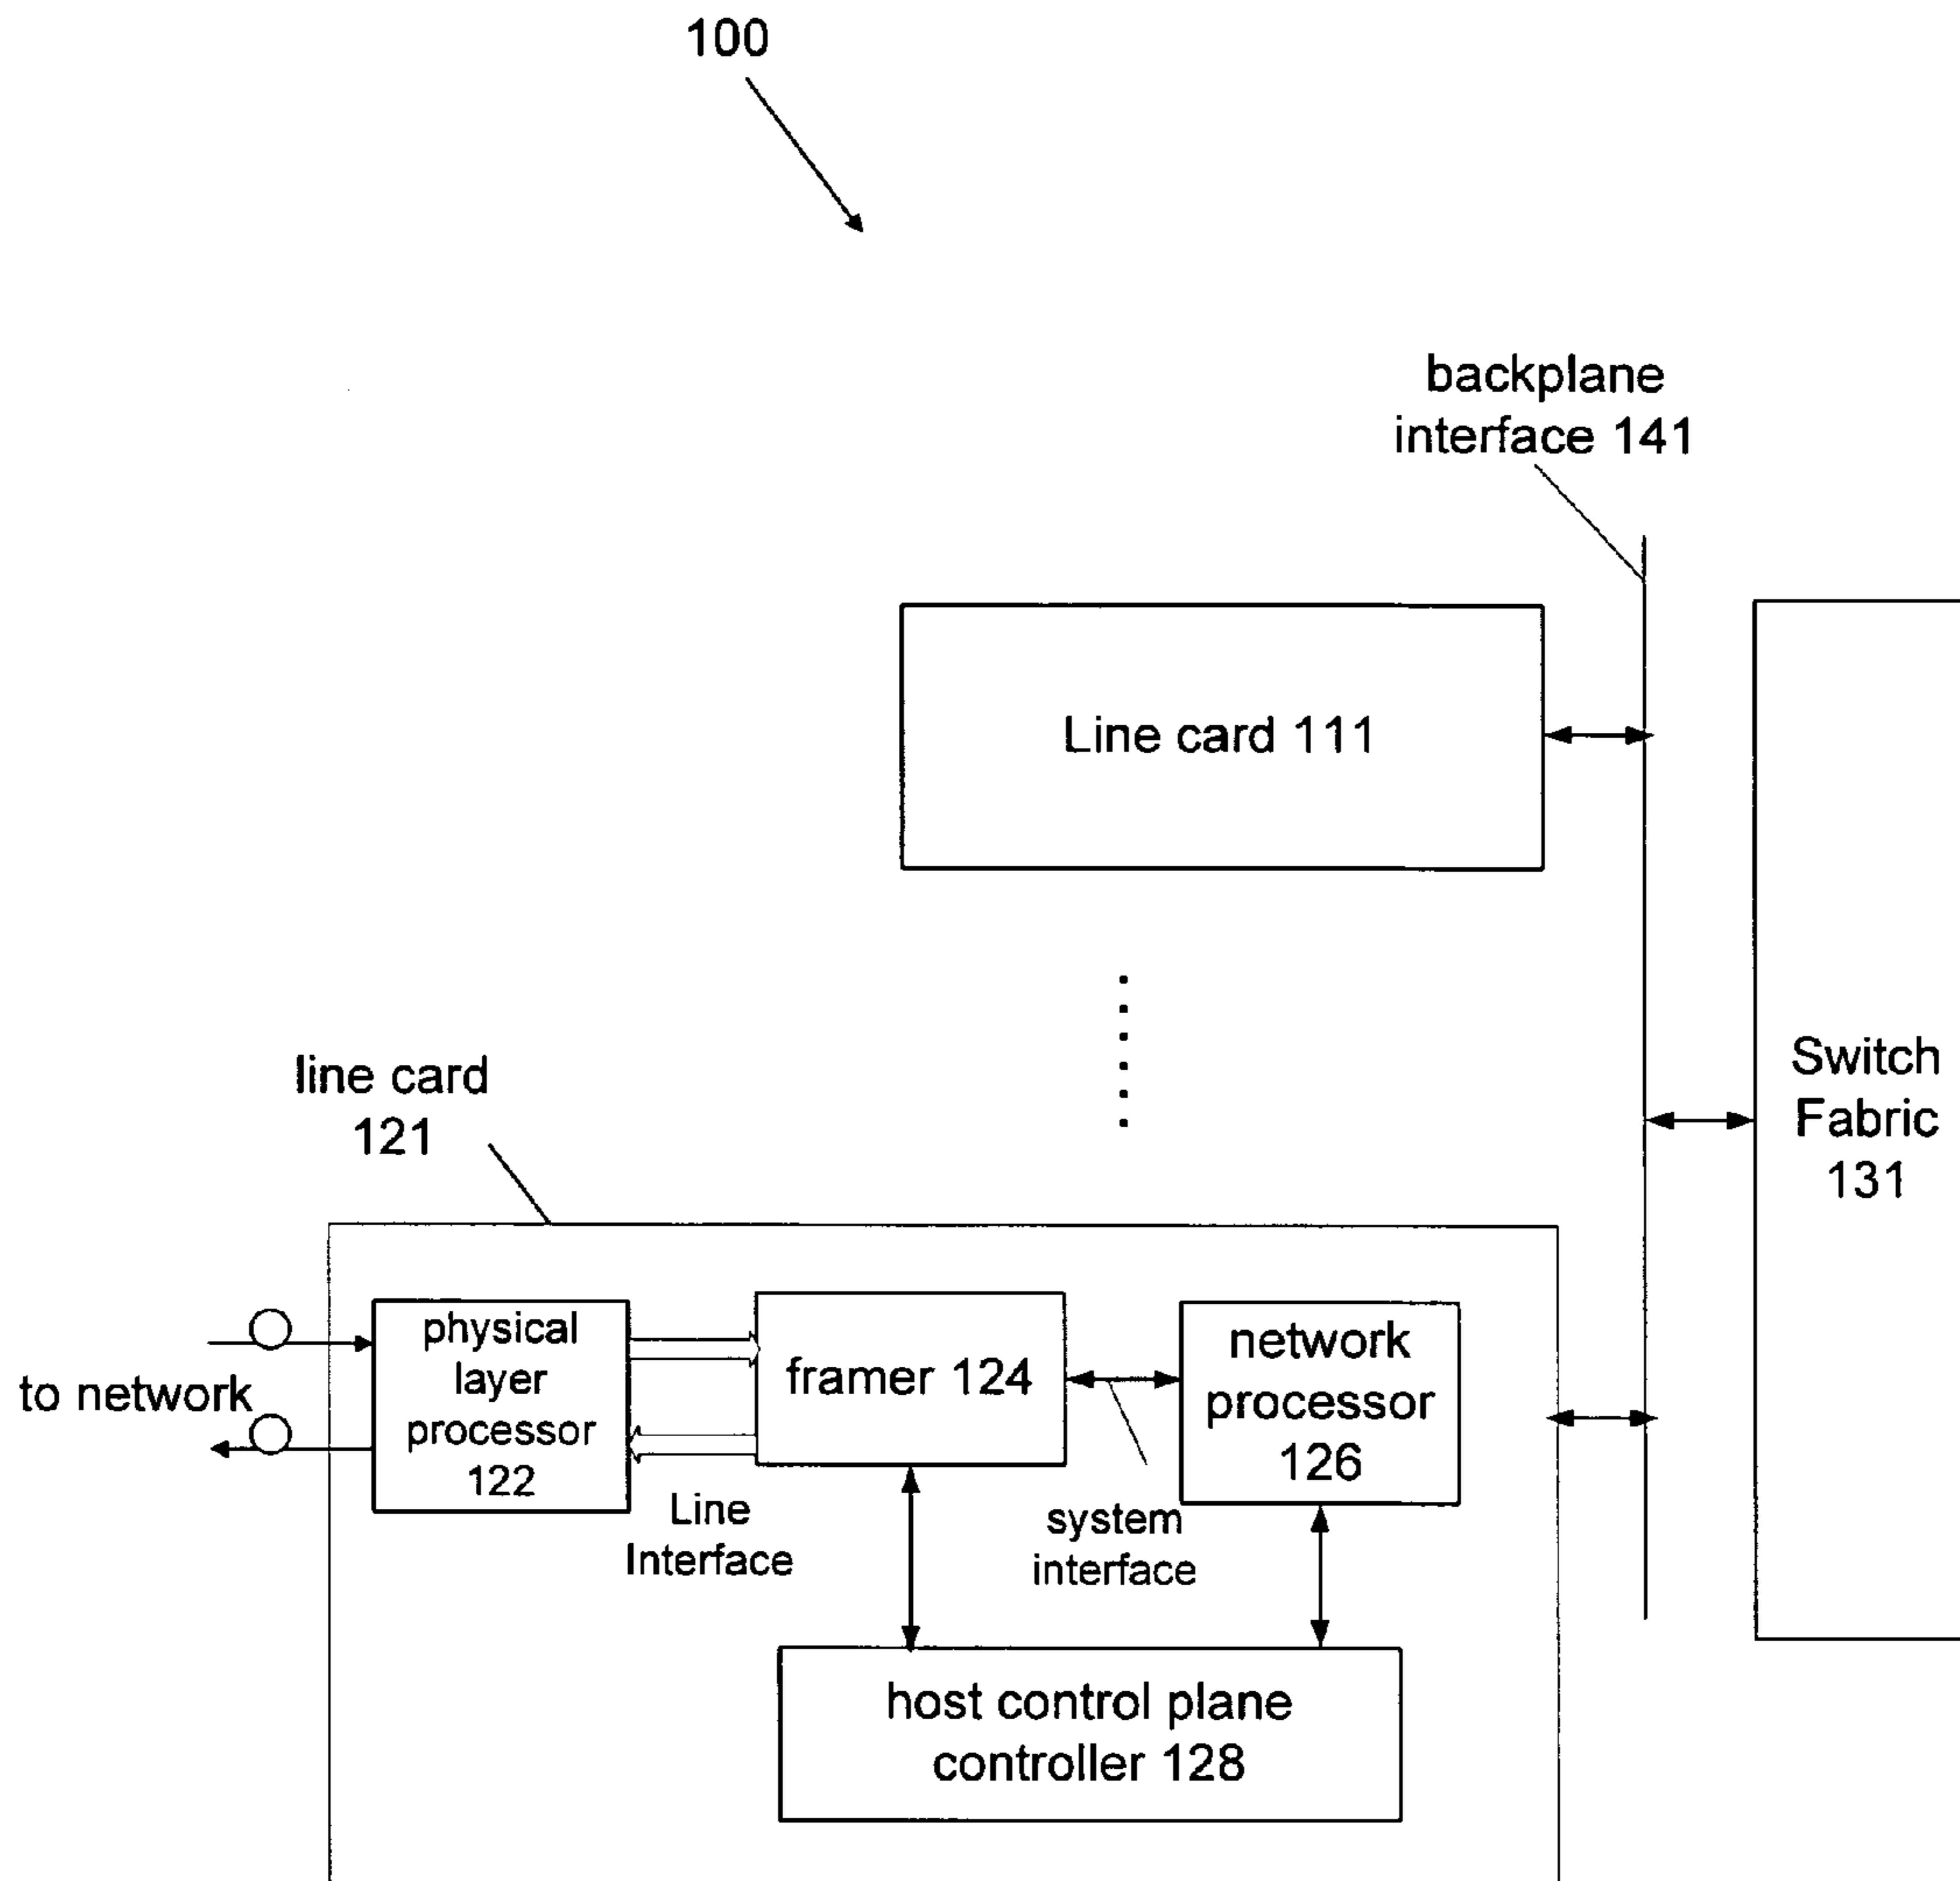 100
backplane
interface 141
Line card 111
Switch
Fabric
131
line card
121
to network
physical
layer
processor
122
framer 124
network
processor
126
Line
Interface
system
interface
host control plane
controller 128